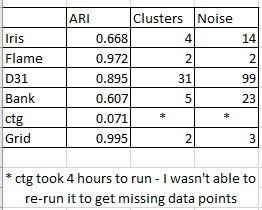 ARI Clusters Noise
Iris 0.668 4 14
Flame 0.972 2 2
D31 0.895 31 99
Bank 0.607 5 23
ctg 0.071 * *
Grid 0.995 2 3
* ctg took 4 hours to run - I wasn't able to
re-run it to get missing data points